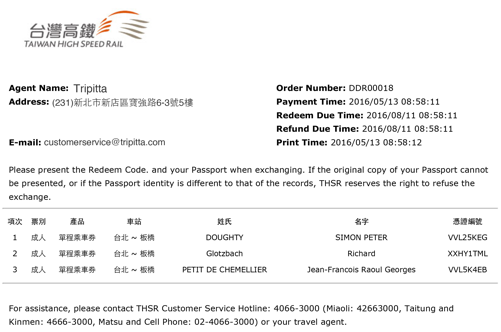 台灣高鐵
TAIWAN HIGH SPEED RAIL
Agent Name: Tripitta
Address: (231)新北市新店區寶強路6-3號5樓
E-mail: customerservice@tripitta.com
Order Number: DDR00018
Payment Time: 2016/05/13 08:58:11
Redeem Due Time: 2016/08/11 08:58:11
Refund Due Time: 2016/08/11 08:58:11
Print Time: 2016/05/13 08:58:12
Please present the Redeem Code. and your Passport when exchanging. If the original copy of your Passport cannot
be presented, or if the Passport identity is different to that of the records, THSR reserves the right to refuse the
exchange.
項次 票別 產品 車站 姓氏 名字 憑證編號
1 成人 單程乘車券 台北 ~ 板橋 DOUGHTY SIMON PETER VVL25KEG
2 成人 單程乘車券 台北 ~ 板橋 Glotzbach Richard XXHY1TML
3 成人 單程乘車券 台北 ~ 板橋 PETIT DE CHEMELLIER Jean-Francois Raoul Georges VVL5K4EB
For assistance, please contact THSR Customer Service Hotline: 4066-3000 (Miaoli: 42663000, Taitung and
Kinmen: 4666-3000, Matsu and Cell Phone: 02-4066-3000) or your travel agent.